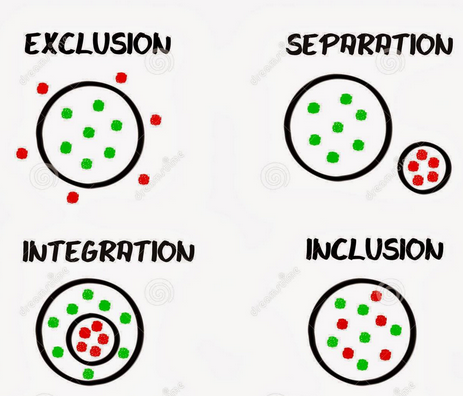 EXCLUSION
SEPARATION
INTEGRATION
INCLUSION